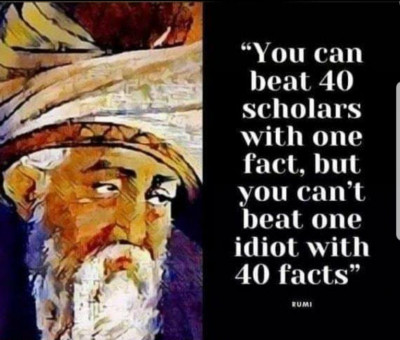 “You can
beat 40
scholars
with one
fact, but
you can’t
beat one
idiot with
40 facts”
RUMI